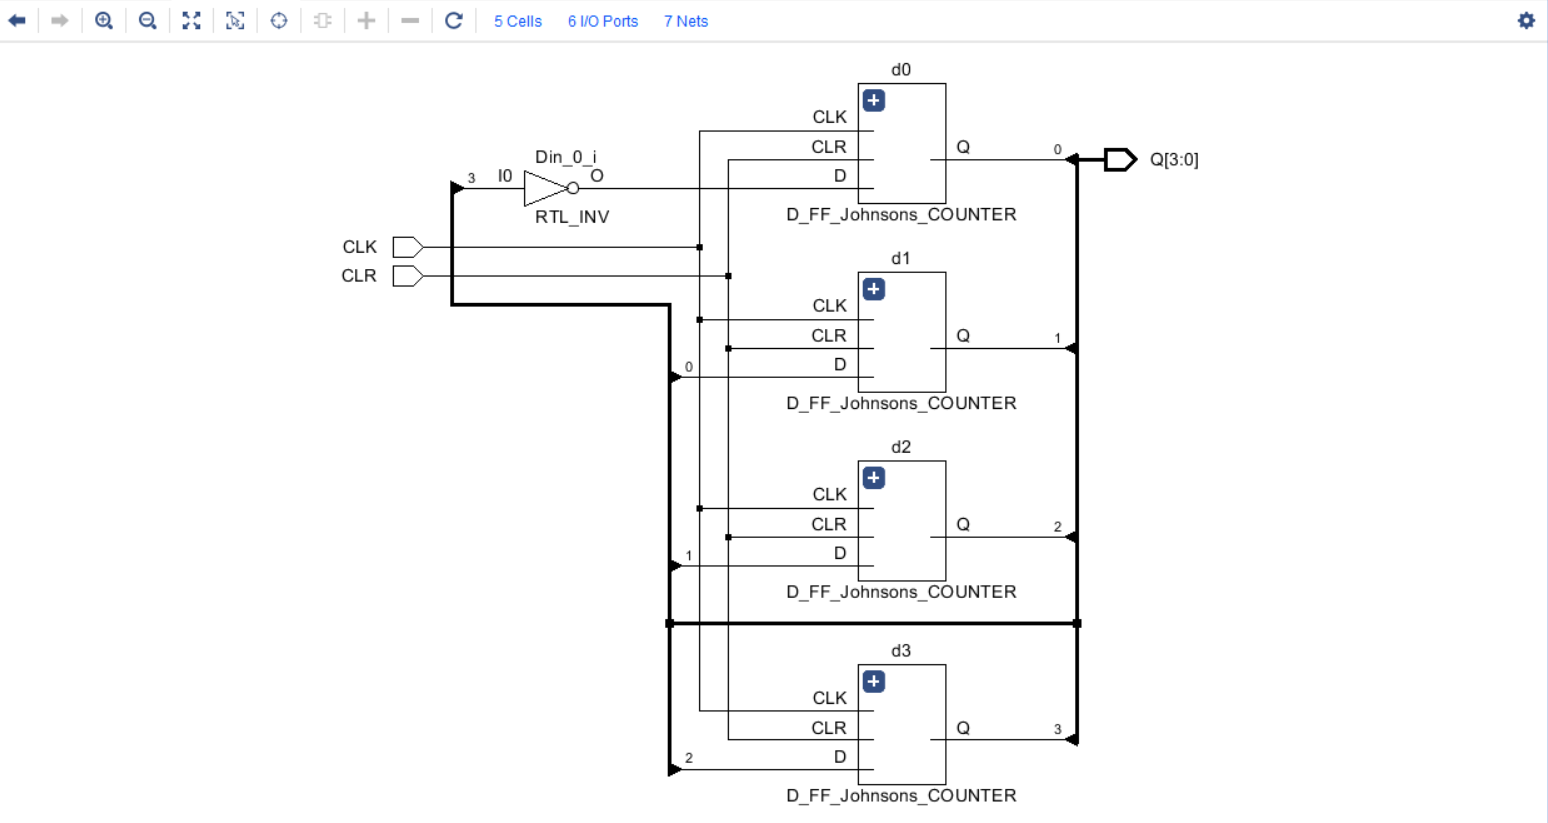 5 Cells 6 I/O Ports 7 Nets
d0
CLK
CLR
D
Q
0
D_FF_Johnsons_COUNTER
Q[3:0]
Din_0_i
3
I0
O
RTL_INV
CLK
CLR
d1
CLK
CLR
D
Q
0
1
D_FF_Johnsons_COUNTER
d2
CLK
CLR
D
Q
1
2
D_FF_Johnsons_COUNTER
d3
CLK
CLR
D
Q
2
3
D_FF_Johnsons_COUNTER